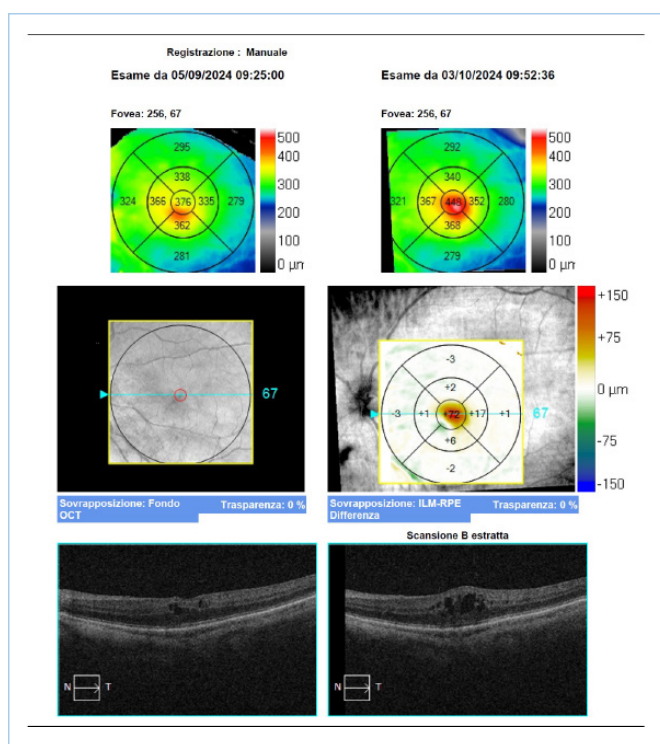 Registrazione : Manuale
Esame da 05/09/2024 09:25:00
Esame da 03/10/2024 09:52:36
Fovea: 256, 67
Fovea: 256, 67
295
338
324 366 376 335 279
362
281
500
400
300
200
100
0 µm
292
340
321 367 448 352 280
368
279
500
400
300
200
100
0 µm
67
-3
+2
-3 +1 +72 +17 +1
+6
-2
67
+150
+75
0 µm
-75
-150
Sovrapposizione: Fondo OCT
Trasparenza: 0 %
Sovrapposizione: ILM-RPE Differenza
Trasparenza: 0 %
Scansione B estratta
N T
N T